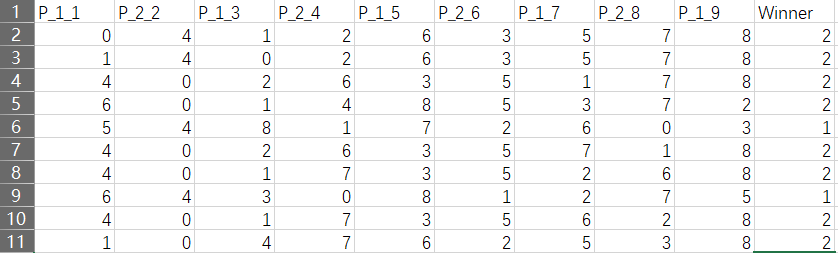 1 P_1_1 P_2_2 P_1_3 P_2_4 P_1_5 P_2_6 P_1_7 P_2_8 P_1_9 Winner
2 0 4 1 2 6 3 5 7 8 2
3 1 4 0 2 6 3 5 7 8 2
4 4 0 2 6 3 5 1 7 8 2
5 6 0 1 4 8 5 3 7 2 2
6 5 4 8 1 7 2 6 0 3 1
7 4 0 2 6 3 5 7 1 8 2
8 4 0 1 7 3 5 2 6 8 2
9 6 4 3 0 8 1 2 7 5 1
10 4 0 1 7 3 5 6 2 8 2
11 1 0 4 7 6 2 5 3 8 2